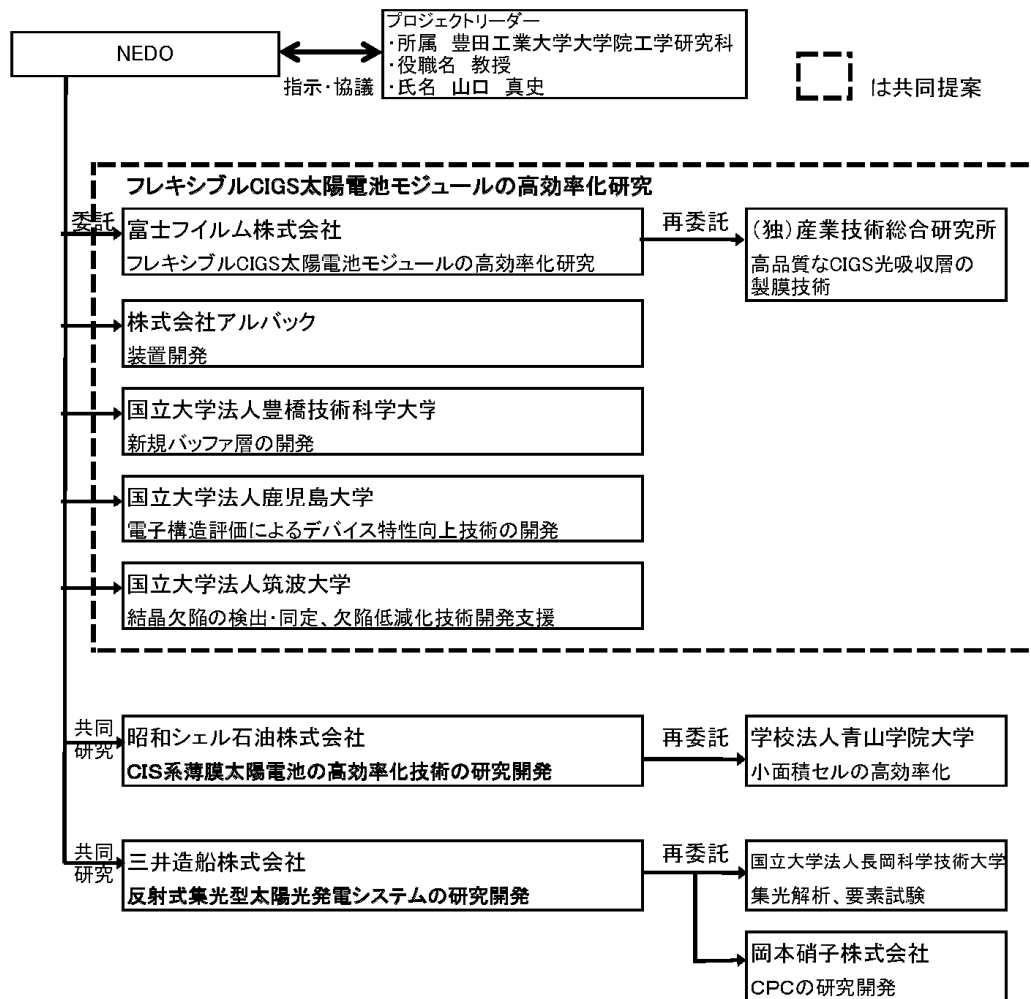 NEDO
指示・協議
プロジェクトリーダー
・所属 豊田工業大学大学院工学研究科
・役職名 教授
・氏名 山口 真史
は共同提案
フレキシブルCIGS太陽電池モジュールの高効率化研究
委託
富士フイルム株式会社
フレキシブルCIGS太陽電池モジュールの高効率化研究
再委託
(独)産業技術総合研究所
高品質なCIGS光吸収層の
製膜技術
株式会社アルバック
装置開発
国立大学法人豊橋技術科学大学
新規バッファ層の開発
国立大学法人鹿児島大学
電子構造評価によるデバイス特性向上技術の開発
国立大学法人筑波大学
結晶欠陥の検出・同定、欠陥低減化技術開発支援
共同
研究
昭和シェル石油株式会社
CIS系薄膜太陽電池の高効率化技術の研究開発
再委託
学校法人青山学院大学
小面積セルの高効率化
共同
研究
三井造船株式会社
反射式集光型太陽光発電システムの研究開発
再委託
国立大学法人長岡科学技術大学
集光解析、要素試験
岡本硝子株式会社
CPCの研究開発